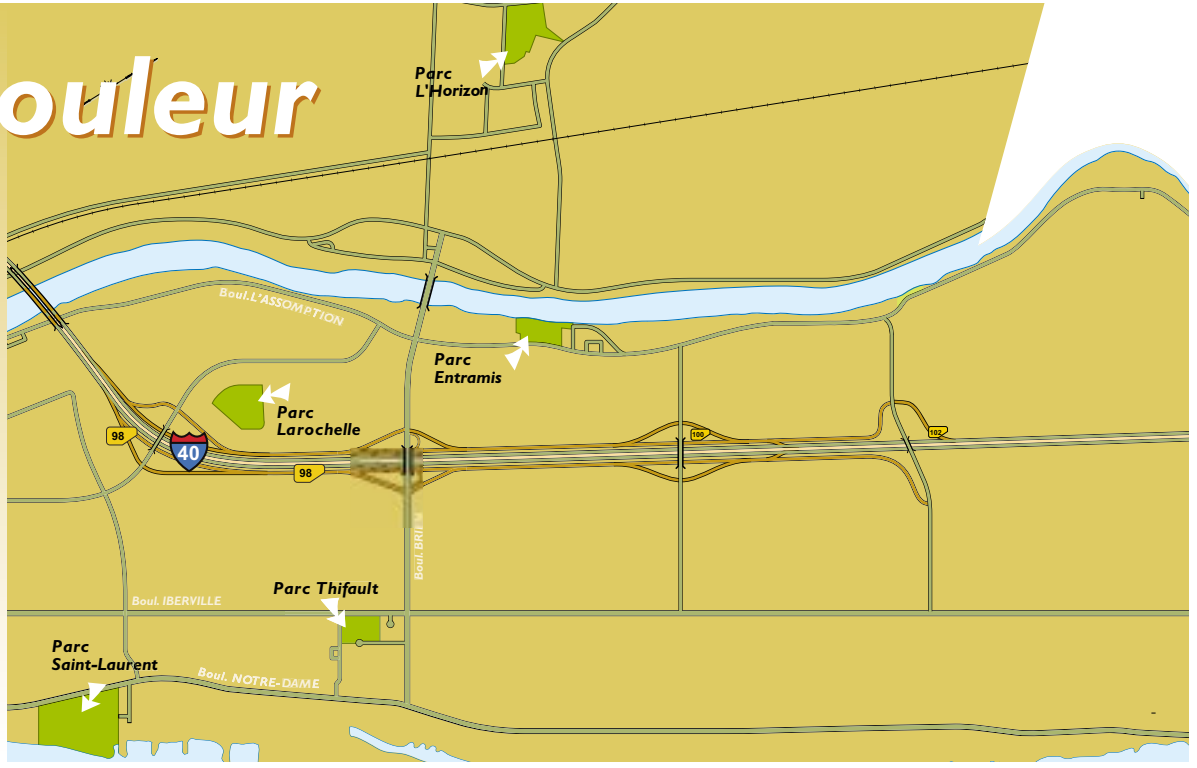 Parc
L'Horizon
ouleur
Boul.L'ASSOMPTION
Parc
Entramis
Parc
Larochelle
98
40
98
100
102
Boul. BRIEN
Parc Thifault
Boul. IBERVILLE
Parc
Saint-Laurent
Boul. NOTRE-DAME